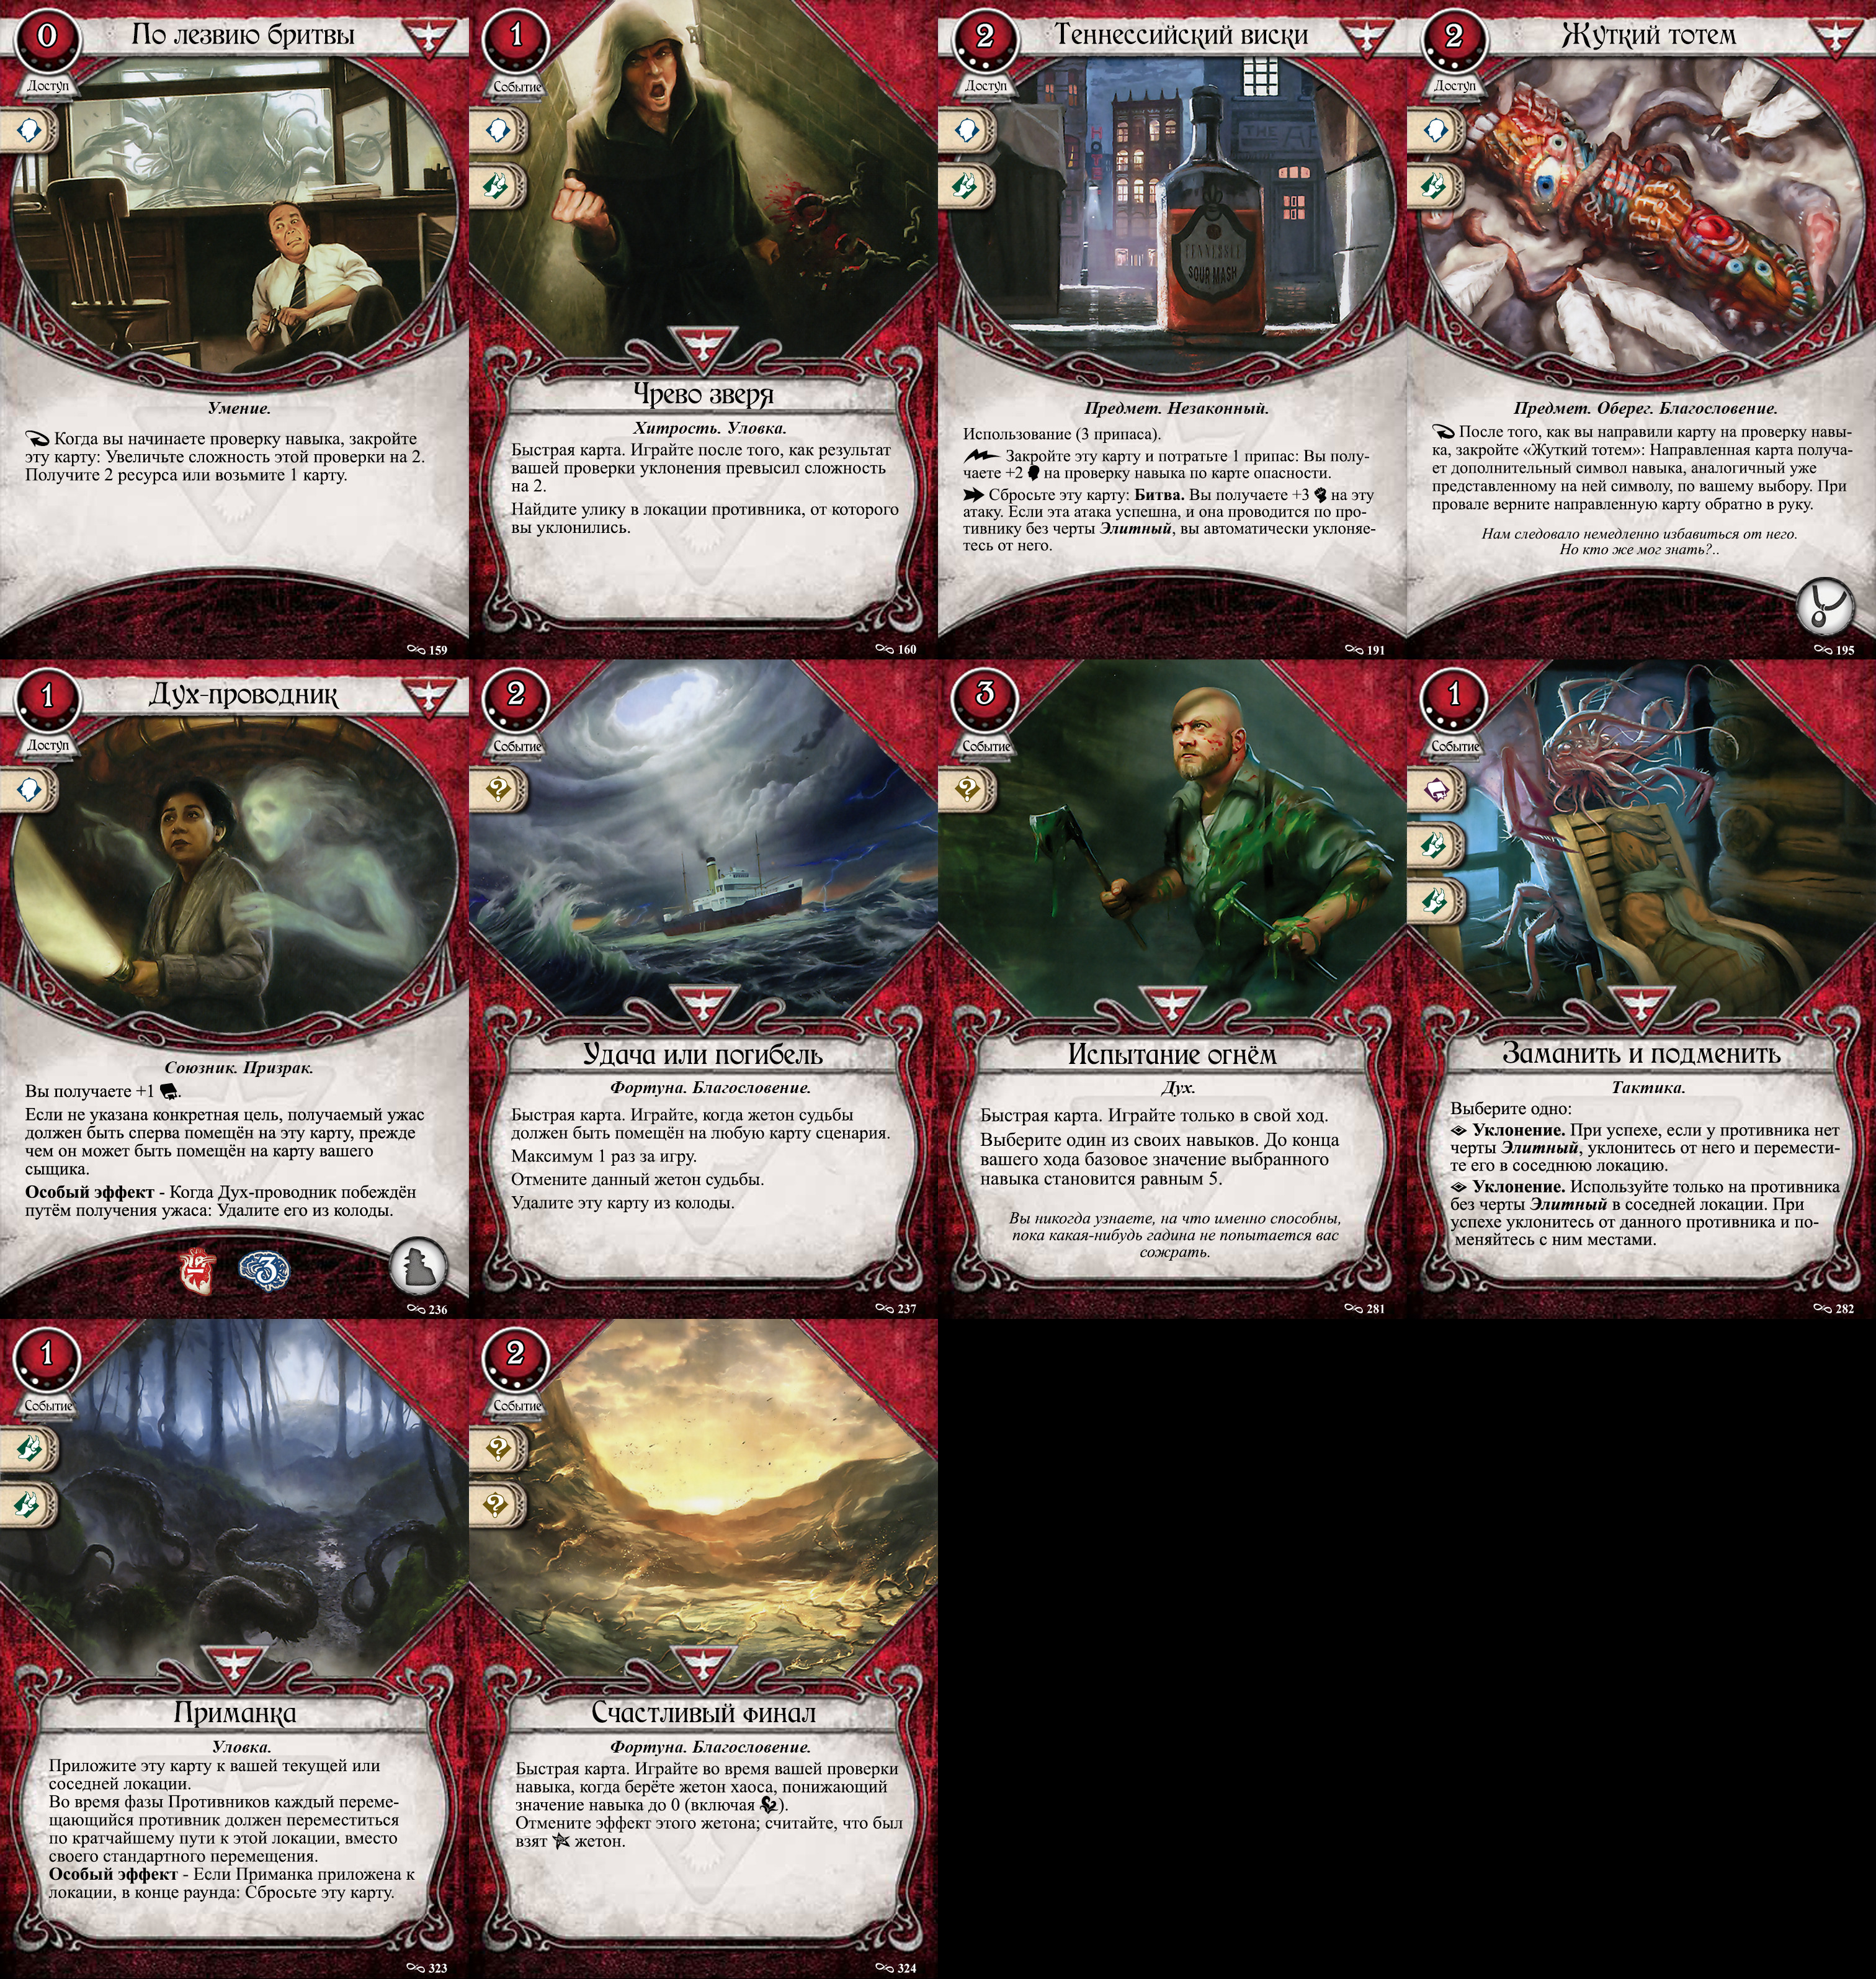 0
По лезвию бритвы
Доступ
Умение.
Когда вы начинаете проверку навыка, закройте
эту карту: Увеличьте сложность этой проверки на 2.
Получите 2 ресурса или возьмите 1 карту.
159
1
Событие
Чрево зверя
Хитрость. Уловка.
Быстрая карта. Играйте после того, как результат
вашей проверки уклонения превысил сложность
на 2.
Найдите улику в локации противника, от которого
вы уклонились.
160
2
Теннессийский виски
Доступ
THE
TENNESSEE
SOUR MASH
Предмет. Незаконный.
Использование (3 припаса).
Закройте эту карту и потратьте 1 припас: Вы полу-
чаете +2 на проверку навыка по карте опасности.
Сбросьте эту карту: Битва. Вы получаете +3 на эту
атаку. Если эта атака успешна, и она проводится по про-
тивнику без черты Элитный, вы автоматически уклоняе-
тесь от него.
191
2
Жуткий тотем
Доступ
Предмет. Оберег. Благословение.
После того, как вы направили карту на проверку навы-
ка, закройте «Жуткий тотем»: Направленная карта получа-
ет дополнительный символ навыка, аналогичный уже
представленному на ней символу, по вашему выбору. При
провале верните направленную карту обратно в руку.
Нам следовало немедленно избавиться от него.
Но кто же мог знать?..
195
1
Дух-проводник
Доступ
Союзник. Призрак.
Вы получаете +1 .
Если не указана конкретная цель, получаемый ужас
должен быть сперва помещён на эту карту, прежде
чем он может быть помещён на карту вашего
сыщика.
Особый эффект - Когда Дух-проводник побеждён
путём получения ужаса: Удалите его из колоды.
3
236
2
Событие
Удача или погибель
Фортуна. Благословение.
Быстрая карта. Играйте, когда жетон судьбы
должен быть помещён на любую карту сценария.
Максимум 1 раз за игру.
Отмените данный жетон судьбы.
Удалите эту карту из колоды.
237
3
Событие
Испытание огнём
Дух.
Быстрая карта. Играйте только в свой ход.
Выберите один из своих навыков. До конца
вашего хода базовое значение выбранного
навыка становится равным 5.
Вы никогда узнаете, на что именно способны,
пока какая-нибудь гадина не попытается вас
сожрать.
281
1
Событие
Заманить и подменить
Тактика.
Выберите одно:
Уклонение. При успехе, если у противника нет
черты Элитный, уклонитесь от него и перемести-
те его в соседнюю локацию.
Уклонение. Используйте только на противника
без черты Элитный в соседней локации. При
успехе уклонитесь от данного противника и по-
меняйтесь с ним местами.
282
1
Событие
Приманка
Уловка.
Приложите эту карту к вашей текущей или
соседней локации.
Во время фазы Противников каждый переме-
щающийся противник должен переместиться
по кратчайшему пути к этой локации, вместо
своего стандартного перемещения.
Особый эффект - Если Приманка приложена к
локации, в конце раунда: Сбросьте эту карту.
323
2
Событие
Счастливый финал
Фортуна. Благословение.
Быстрая карта. Играйте во время вашей проверки
навыка, когда берёте жетон хаоса, понижающий
значение навыка до 0 (включая ).
Отмените эффект этого жетона; считайте, что был
взят жетон.
324